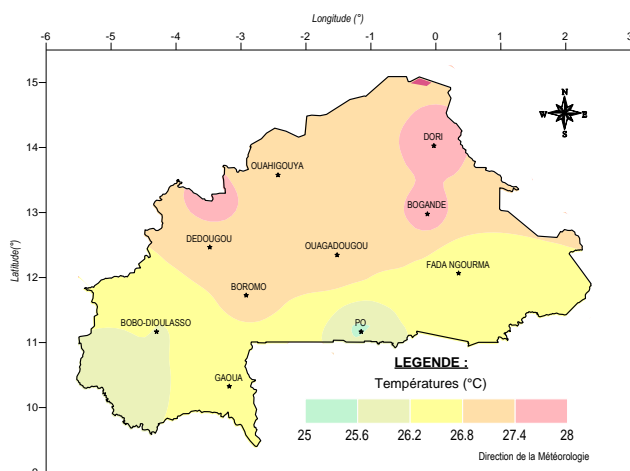 Longitude (°)
-6 -5 -4 -3 -2 -1 0 1 2 3
15
N
W E
S
14
DORI
OUAHIGOUYA
13
BOGANDE
DEDOUGOU
OUAGADOUGOU
Latitude(°)
12
FADA NGOURMA
BOROMO
BOBO-DIOULASSO
PO
11
LEGENDE :
Températures (°C)
GAOUA
10
25 25.6 26.2 26.8 27.4 28
Direction de la Météorologie